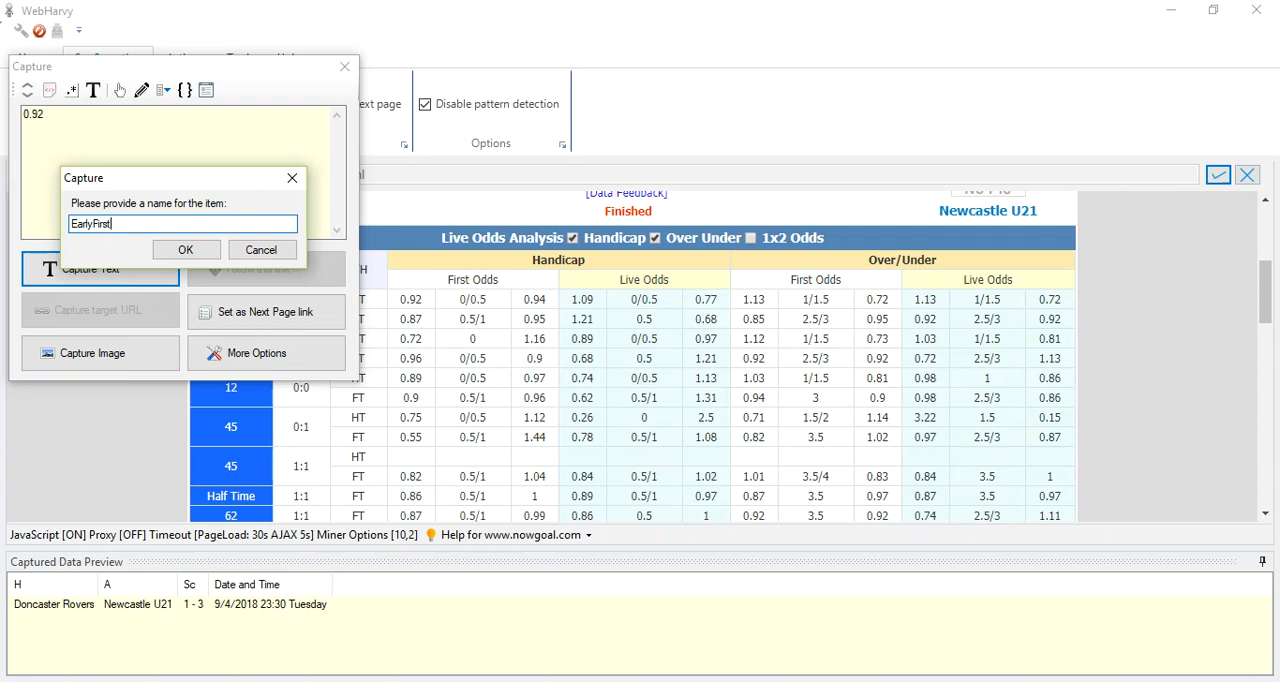 WebHarvy
Capture
0.92
Capture
Please provide a name for the item:
EarlyFirst
OK Cancel
Capture Text
Capture target URL Set as Next Page link
Capture Image More Options
ext page Disable pattern detection
Options
[Data Feedback]
Finished Newcastle U21
Live Odds Analysis Handicap Over Under 1x2 Odds
H Handicap Over/Under
First Odds Live Odds First Odds Live Odds
T 0.92 0/0.5 0.94 1.09 0/0.5 0.77 1.13 1/1.5 0.72 1.13 1/1.5 0.72
T 0.87 0.5/1 0.95 1.21 0.5 0.68 0.85 2.5/3 0.95 0.92 2.5/3 0.92
T 0.72 0 1.16 0.89 0/0.5 0.97 1.12 1/1.5 0.73 1.03 1/1.5 0.81
T 0.96 0/0.5 0.9 0.68 0.5 1.21 0.92 2.5/3 0.92 0.72 2.5/3 1.13
12 0:0 HT 0.89 0/0.5 0.97 0.74 0/0.5 1.13 1.03 1/1.5 0.81 0.98 1 0.86
FT 0.9 0.5/1 0.96 0.62 0.5/1 1.31 0.94 3 0.9 0.98 2.5/3 0.86
45 0:1 HT 0.75 0/0.5 1.12 0.26 0 2.5 0.71 1.5/2 1.14 3.22 1.5 0.15
FT 0.55 0.5/1 1.44 0.78 0.5/1 1.08 0.82 3.5 1.02 0.97 2.5/3 0.87
45 1:1 HT
FT 0.82 0.5/1 1.04 0.84 0.5/1 1.02 1.01 3.5/4 0.83 0.84 3.5 1
Half Time 1:1 FT 0.86 0.5/1 1 0.89 0.5/1 0.97 0.87 3.5 0.97 0.87 3.5 0.97
62 1:1 FT 0.87 0.5/1 0.99 0.86 0.5 1 0.92 3.5 0.92 0.74 2.5/3 1.11
JavaScript [ON] Proxy [OFF] Timeout [PageLoad: 30s AJAX 5s] Miner Options [10,2] Help for www.nowgoal.com
Captured Data Preview
H A Sc Date and Time
Doncaster Rovers Newcastle U21 1 - 3 9/4/2018 23:30 Tuesday